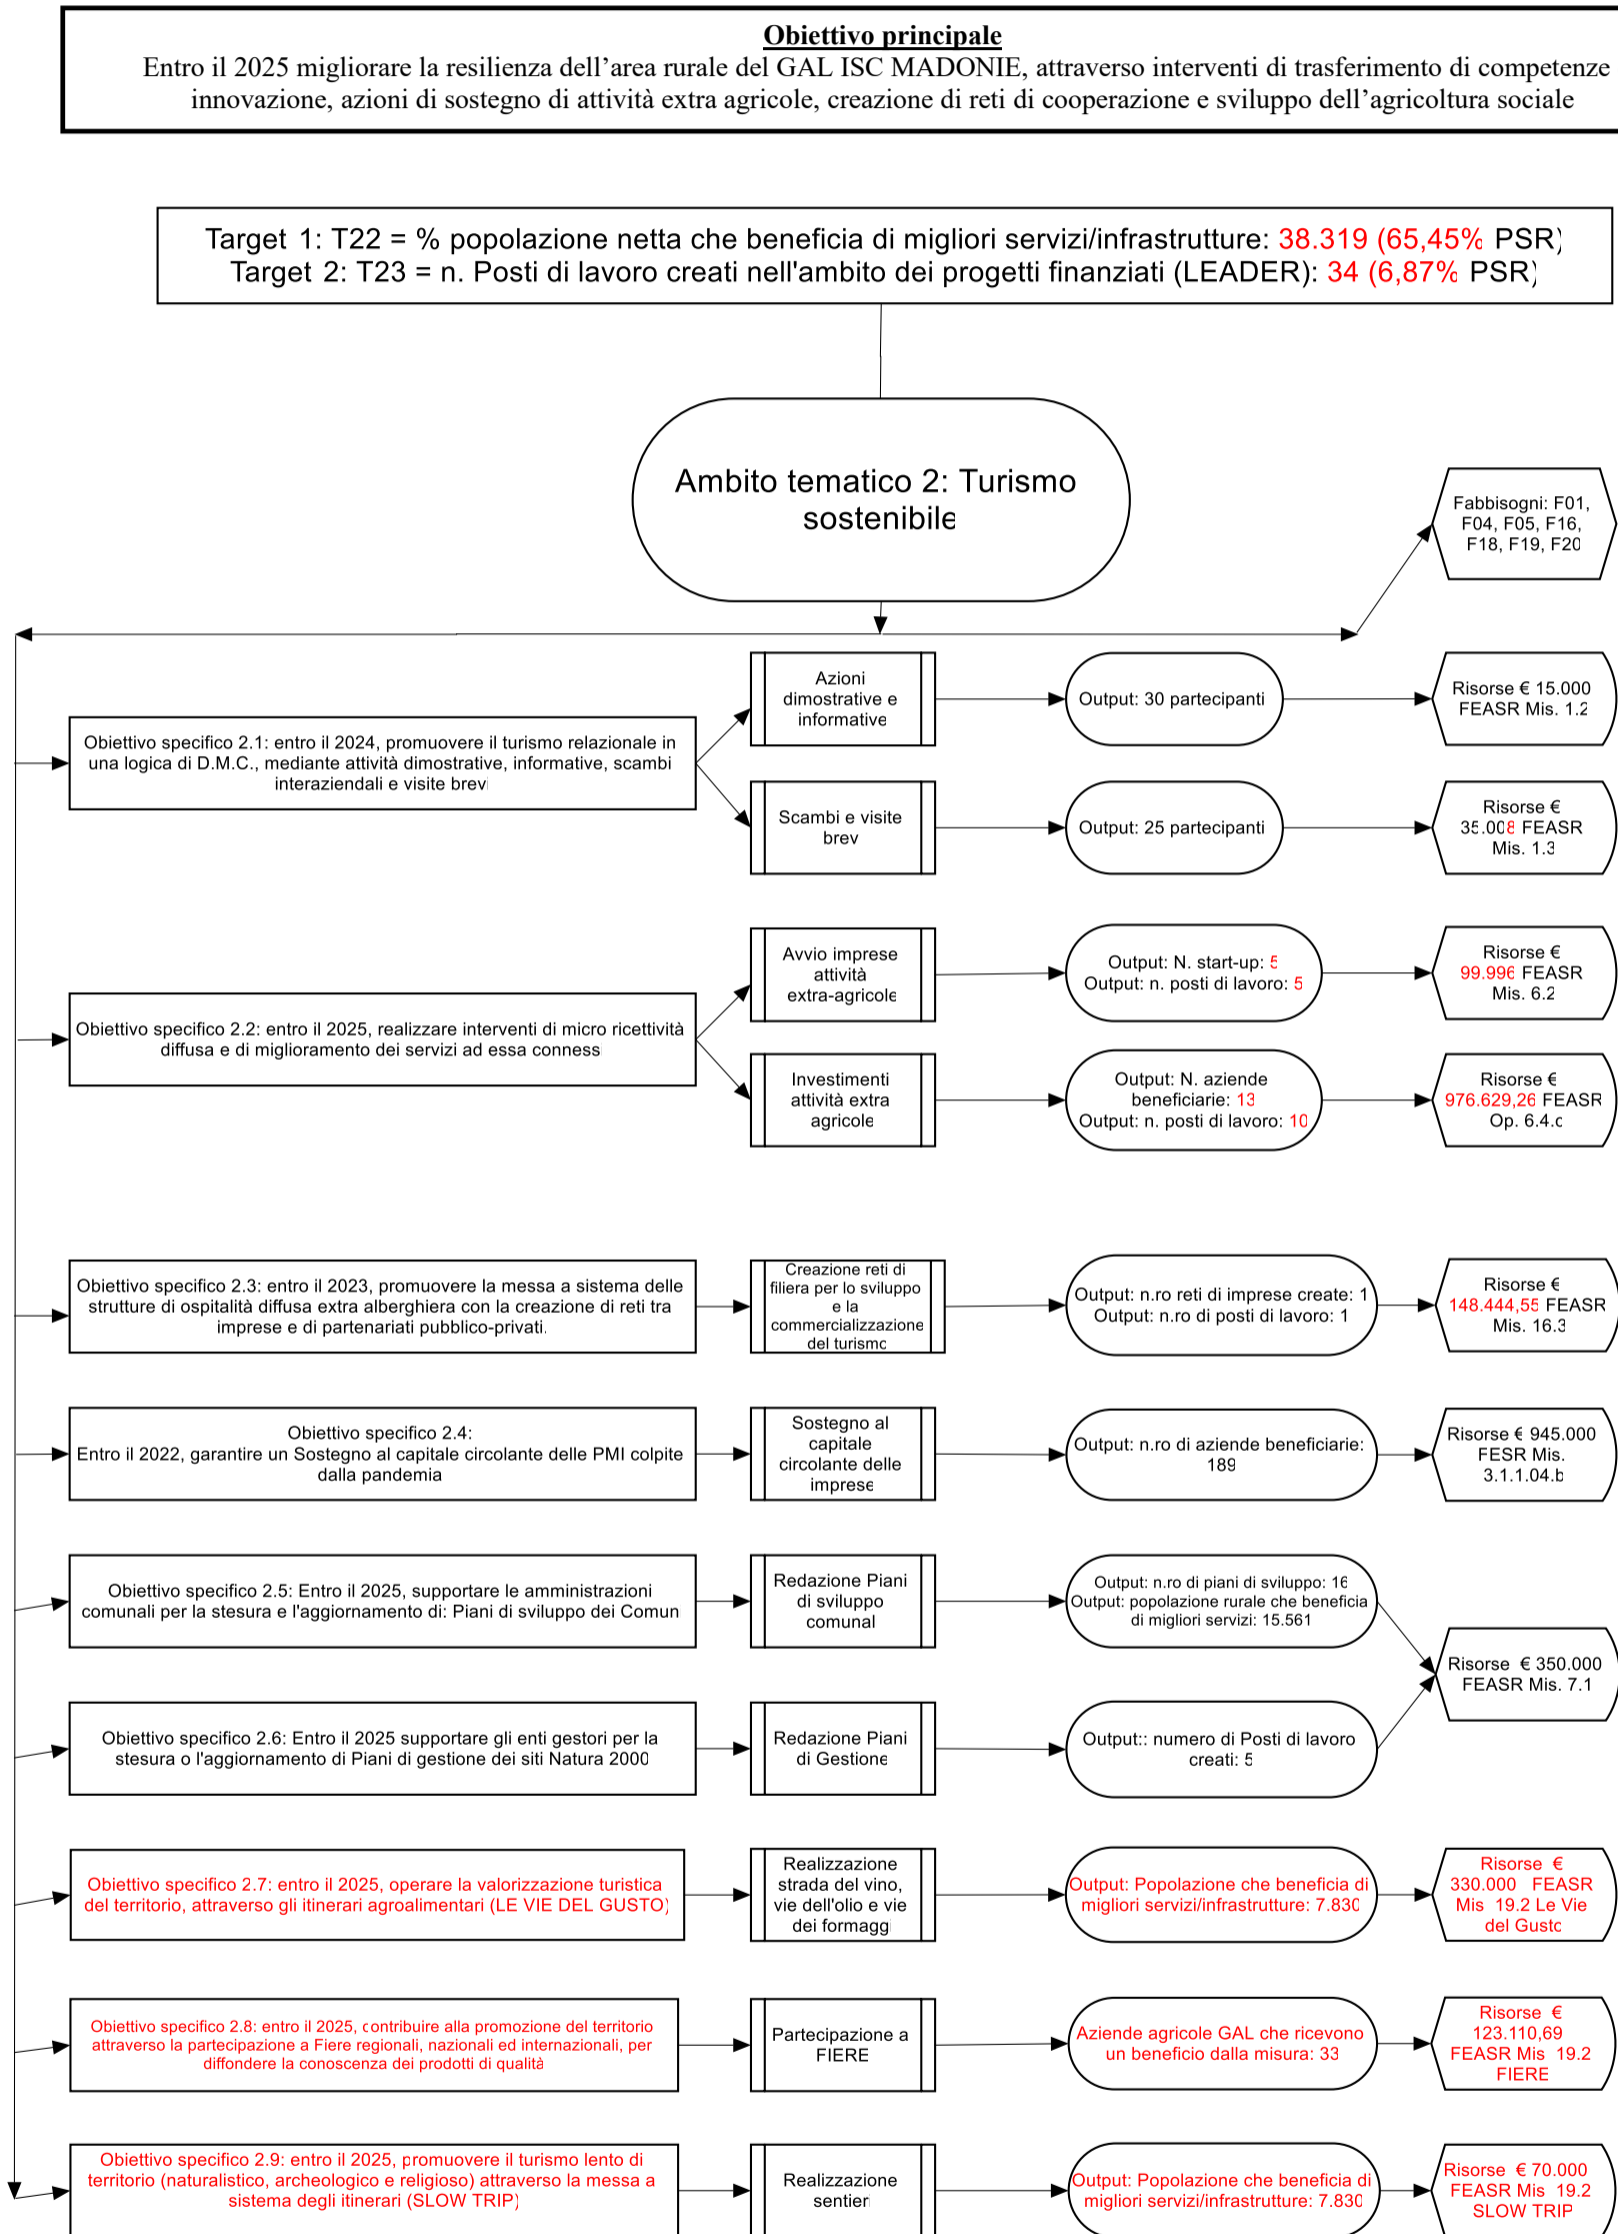 Obiettivo principale
Entro il 2025 migliorare la resilienza dell’area rurale del GAL ISC MADONIE, attraverso interventi di trasferimento di competenze
innovazione, azioni di sostegno di attività extra agricole, creazione di reti di cooperazione e sviluppo dell’agricoltura sociale
Target 1: T22 = % popolazione netta che beneficia di migliori servizi/infrastrutture: 38.319 (65,45% PSR)
Target 2: T23 = n. Posti di lavoro creati nell'ambito dei progetti finanziati (LEADER): 34 (6,87% PSR)
Ambito tematico 2: Turismo
sostenibile
Fabbisogni: F01,
F04, F05, F16,
F18, F19, F20
Obiettivo specifico 2.1: entro il 2024, promuovere il turismo relazionale in
una logica di D.M.C., mediante attività dimostrative, informative, scambi
interaziendali e visite brevi
Azioni
dimostrative e
informative
Output: 30 partecipanti
Risorse € 15.000
FEASR Mis. 1.2
Scambi e visite
brev
Output: 25 partecipanti
Risorse €
35.008 FEASR
Mis. 1.3
Obiettivo specifico 2.2: entro il 2025, realizzare interventi di micro ricettività
diffusa e di miglioramento dei servizi ad essa conness
Avvio imprese
attività
extra-agricole
Output: N. start-up: 5
Output: n. posti di lavoro: 5
Risorse €
99.996 FEASR
Mis. 6.2
Investimenti
attività extra
agricole
Output: N. aziende
beneficiarie: 13
Output: n. posti di lavoro: 10
Risorse €
976.629,26 FEASR
Op. 6.4.c
Obiettivo specifico 2.3: entro il 2023, promuovere la messa a sistema delle
strutture di ospitalità diffusa extra alberghiera con la creazione di reti tra
imprese e di partenariati pubblico-privati.
Creazione reti di
filiera per lo sviluppo
e la
commercializzazione
del turismo
Output: n.ro reti di imprese create: 1
Output: n.ro di posti di lavoro: 1
Risorse €
148.444,55 FEASR
Mis. 16.3
Obiettivo specifico 2.4:
Entro il 2022, garantire un Sostegno al capitale circolante delle PMI colpite
dalla pandemia
Sostegno al
capitale
circolante delle
imprese
Output: n.ro di aziende beneficiarie:
189
Risorse € 945.000
FESR Mis.
3.1.1.04.b
Obiettivo specifico 2.5: Entro il 2025, supportare le amministrazioni
comunali per la stesura e l'aggiornamento di: Piani di sviluppo dei Comun
Redazione Piani
di sviluppo
comunal
Output: n.ro di piani di sviluppo: 16
Output: popolazione rurale che beneficia
di migliori servizi: 15.561
Risorse € 350.000
FEASR Mis. 7.1
Obiettivo specifico 2.6: Entro il 2025 supportare gli enti gestori per la
stesura o l'aggiornamento di Piani di gestione dei siti Natura 2000
Redazione Piani
di Gestione
Output:: numero di Posti di lavoro
creati: 5
Obiettivo specifico 2.7: entro il 2025, operare la valorizzazione turistica
del territorio, attraverso gli itinerari agroalimentari (LE VIE DEL GUSTO)
Realizzazione
strada del vino,
vie dell'olio e vie
dei formagg
Output: Popolazione che beneficia di
migliori servizi/infrastrutture: 7.830
Risorse €
330.000 FEASR
Mis 19.2 Le Vie
del Gusto
Obiettivo specifico 2.8: entro il 2025, contribuire alla promozione del territorio
attraverso la partecipazione a Fiere regionali, nazionali ed internazionali, per
diffondere la conoscenza dei prodotti di qualità
Partecipazione a
FIERE
Aziende agricole GAL che ricevono
un beneficio dalla misura: 33
Risorse €
123.110,69
FEASR Mis 19.2
FIERE
Obiettivo specifico 2.9: entro il 2025, promuovere il turismo lento di
territorio (naturalistico, archeologico e religioso) attraverso la messa a
sistema degli itinerari (SLOW TRIP)
Realizzazione
sentieri
Output: Popolazione che beneficia di
migliori servizi/infrastrutture: 7.830
Risorse € 70.000
FEASR Mis 19.2
SLOW TRIP